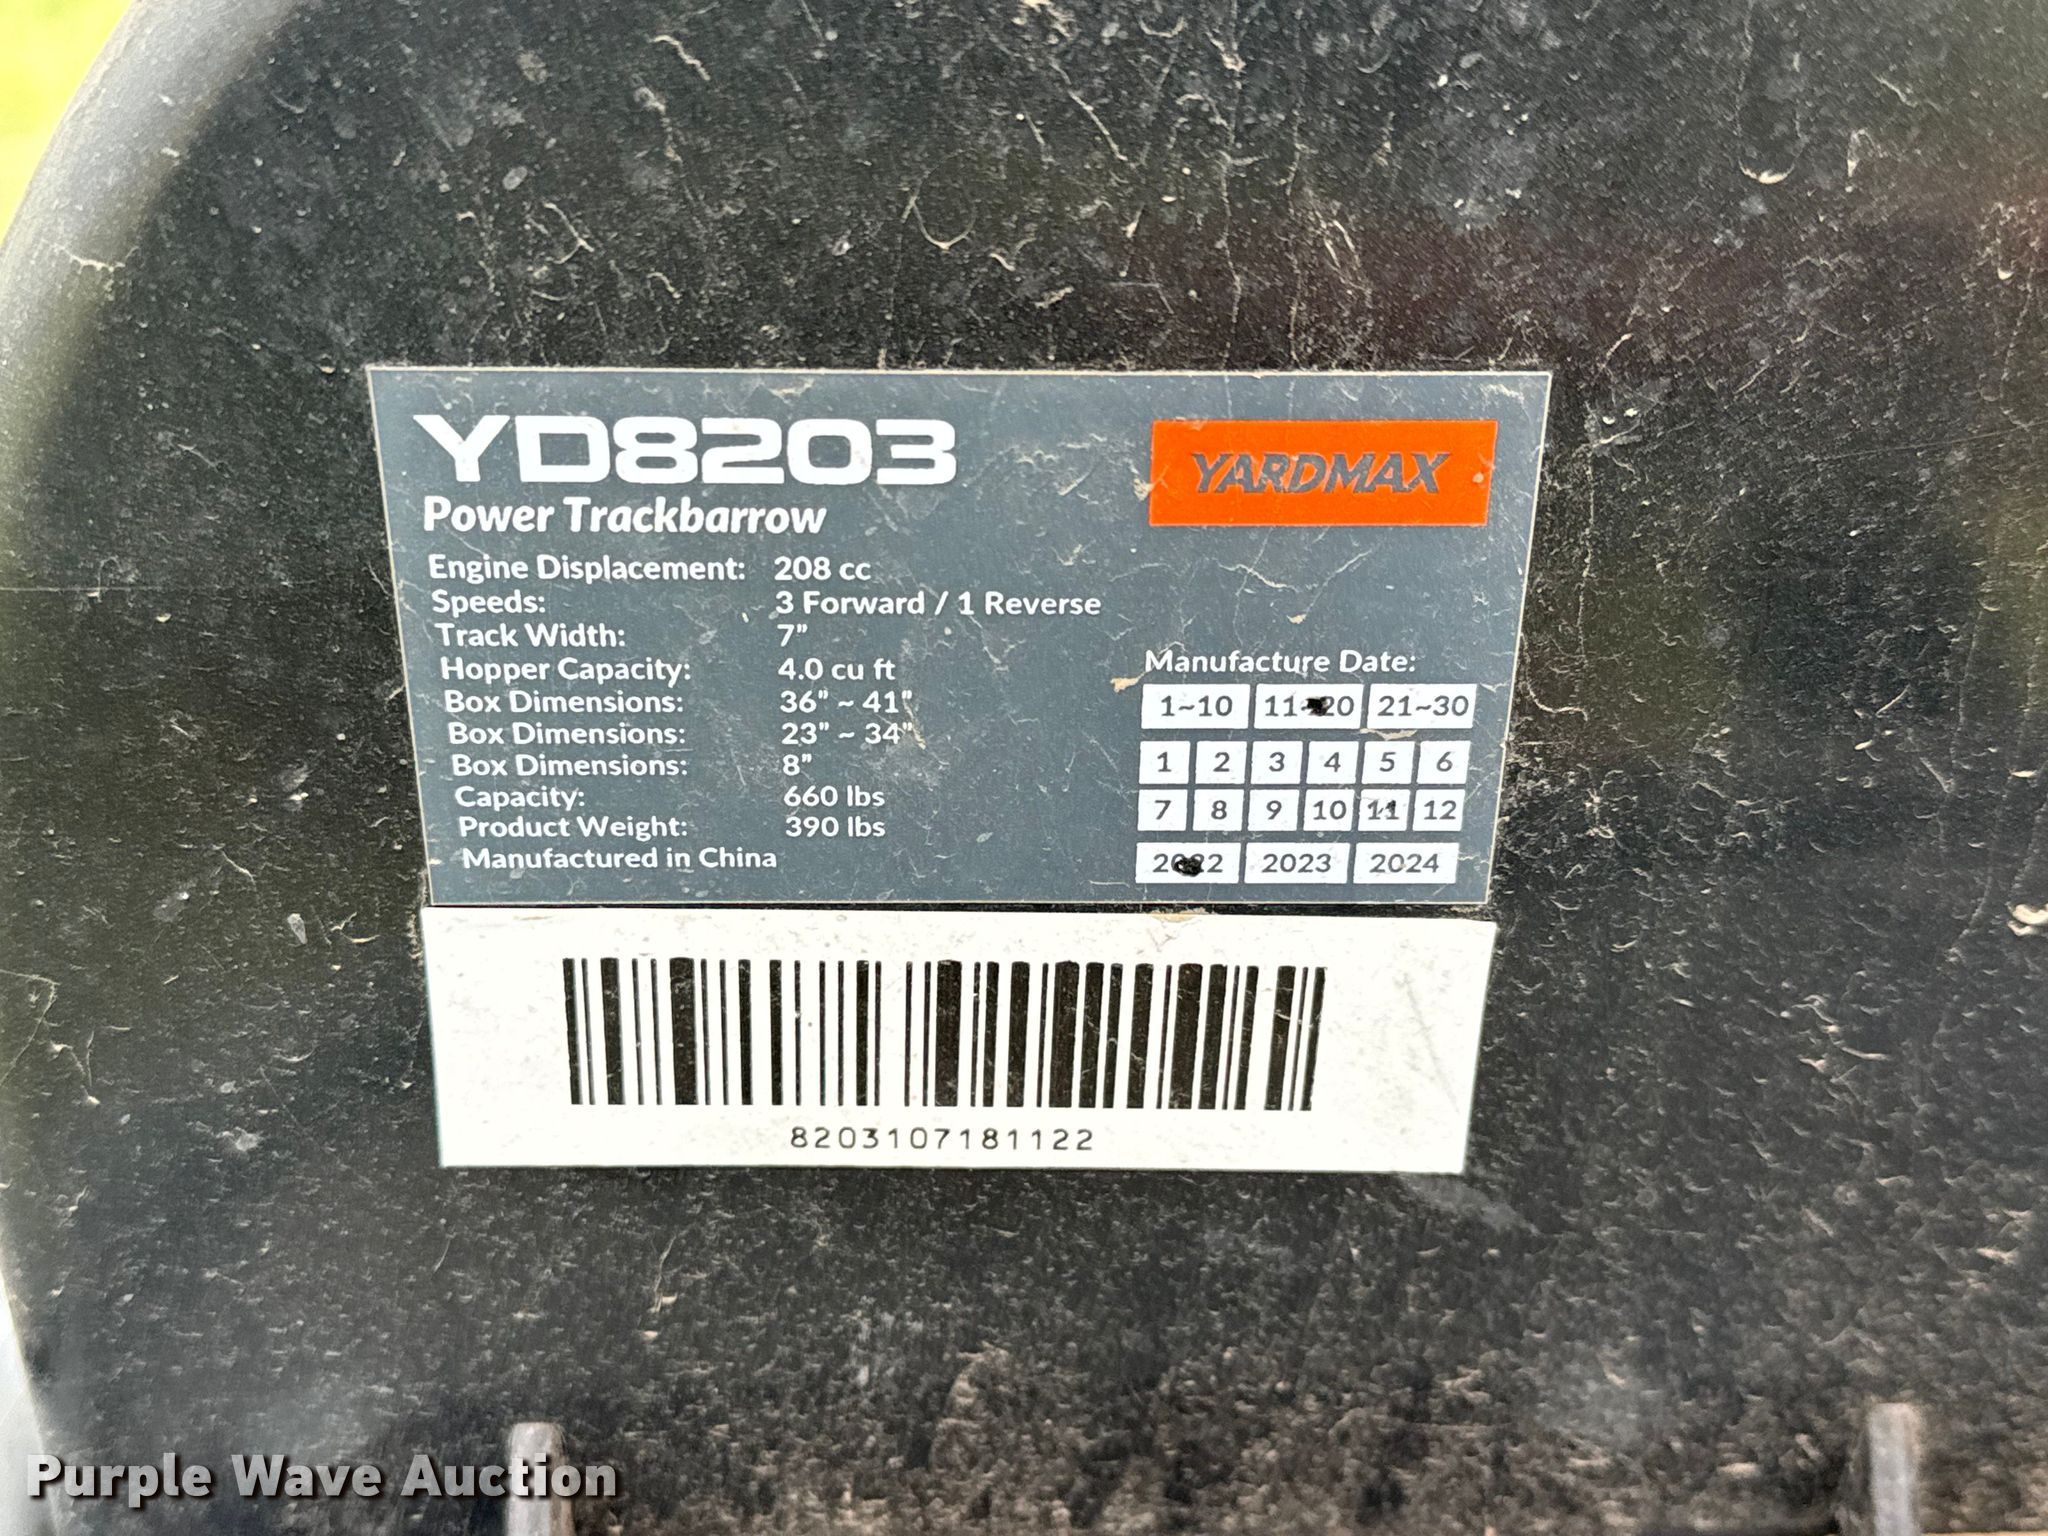 YD8203
YARDMAX
Power Trackbarrow
Engine Displacement: 208 cc
Speeds: 3 Forward / 1 Reverse
Track Width: 7"
Hopper Capacity: 4.0 cu ft
Box Dimensions: 36" ~ 41"
Box Dimensions: 23" ~ 34"
Box Dimensions: 8"
Capacity: 660 lbs
Product Weight: 390 lbs
Manufactured in China
Manufacture Date:
1~10 11~20 21~30
1 2 3 4 5 6
7 8 9 10 11 12
2022 2023 2024
8203107181122
Purple Wave Auction